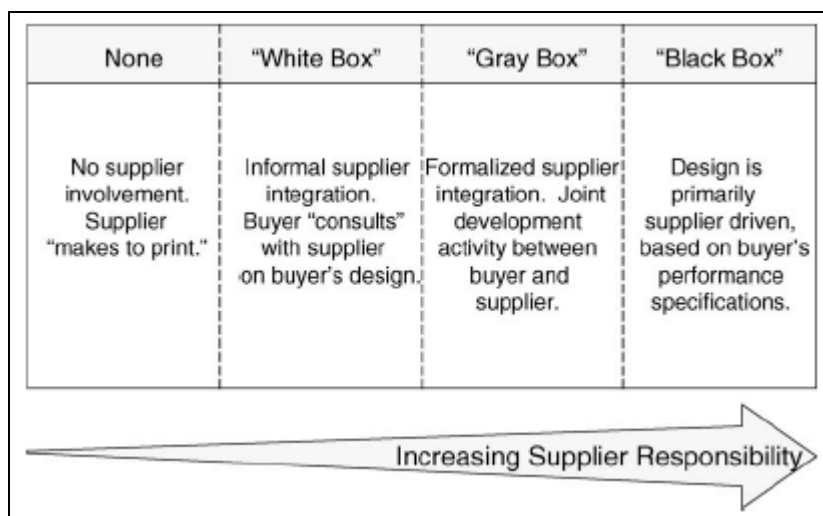 None
"White Box"
"Gray Box"
"Black Box"
No supplier
involvement.
Supplier
"makes to print."
Informal supplier
integration.
Buyer "consults"
with supplier
on buyer's design.
Formalized supplier
integration. Joint
development
activity between
buyer and
supplier.
Design is
primarily
supplier driven,
based on buyer's
performance
specifications.
Increasing Supplier Responsibility